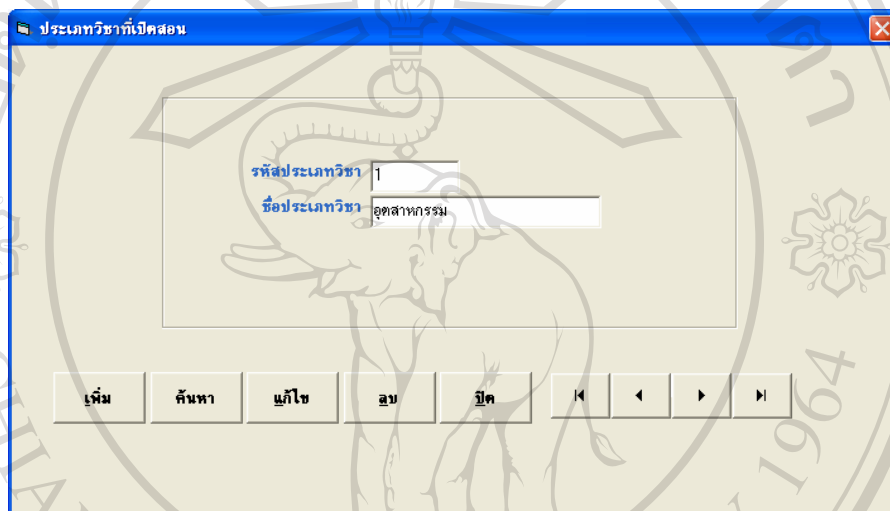 ประเภทวิชาที่เปิดสอน
รหัสประเภทวิชา 1
ชื่อประเภทวิชา อุตสาหกรรม
เพิ่ม ค้นหา แก้ไข ลบ ปิด
1964